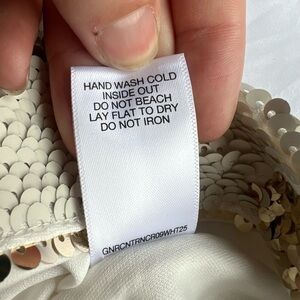 HAND WASH COLD
INSIDE OUT
DO NOT BEACH
LAY FLAT TO DRY
DO NOT IRON
GNRCNTRNCR09WHT25